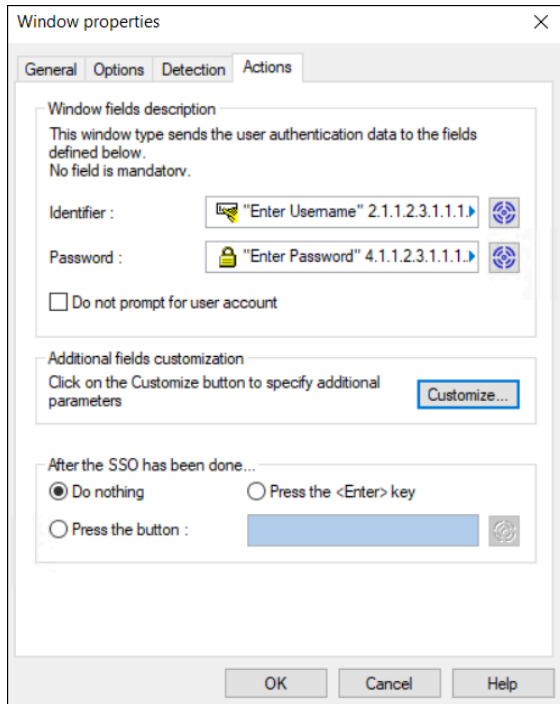 Window properties
General Options Detection Actions
Window fields description
This window type sends the user authentication data to the fields
defined below.
No field is mandatory.
Identifier : "Enter Username" 2.1.1.2.3.1.1.1.
Password : "Enter Password" 4.1.1.2.3.1.1.1..
Do not prompt for user account
Additional fields customization
Click on the Customize button to specify additional
parameters
Customize...
After the SSO has been done...
Do nothing Press the <Enter> key
Press the button :
OK Cancel Help